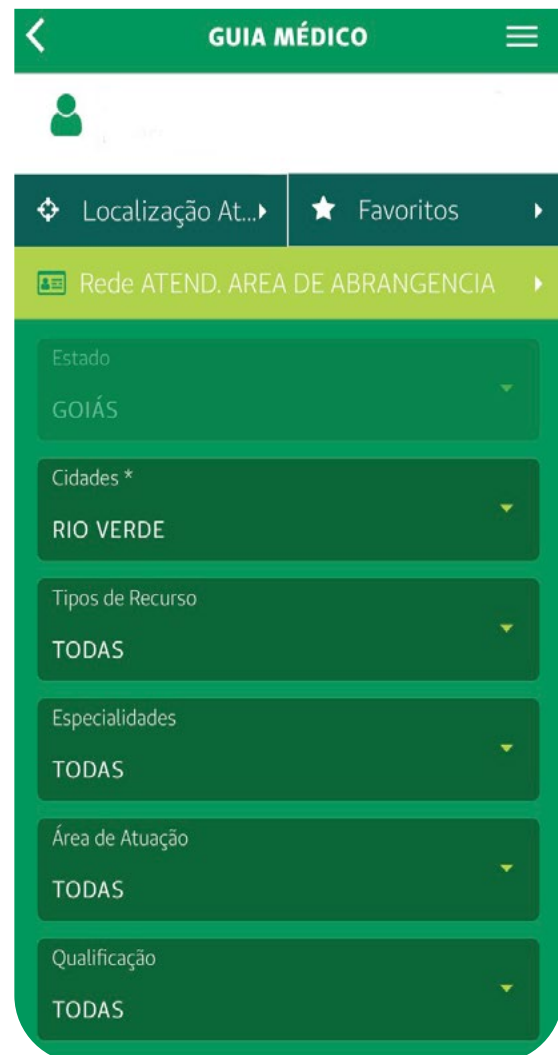 GUIA MÉDICO
Localização At...
Favoritos
Rede ATEND. AREA DE ABRANGENCIA
Estado
GOIÁS
Cidades *
RIO VERDE
Tipos de Recurso
TODAS
Especialidades
TODAS
Área de Atuação
TODAS
Qualificação
TODAS